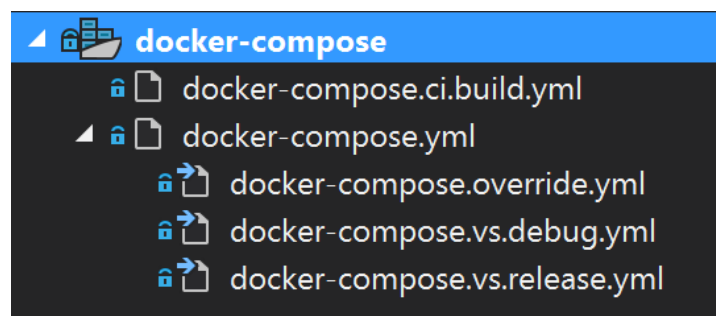 docker-compose
docker-compose.ci.build.yml
docker-compose.yml
docker-compose.override.yml
docker-compose.vs.debug.yml
docker-compose.vs.release.yml